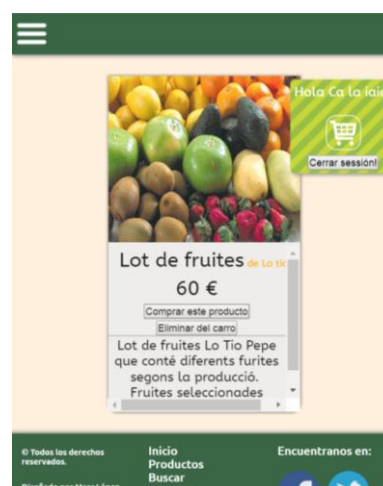 Hola Ca la
Cerrar sessión!
Lot de fruites de Lo
60 €
Comprar este producto
Eliminar del carro
Lot de fruites Lo Tio Pepe
que conté diferents furites
segons la producció.
Fruites seleccionades
© Todos los derechos
reservados.
Inicio
Productos
Buscar
Encuentranos en: